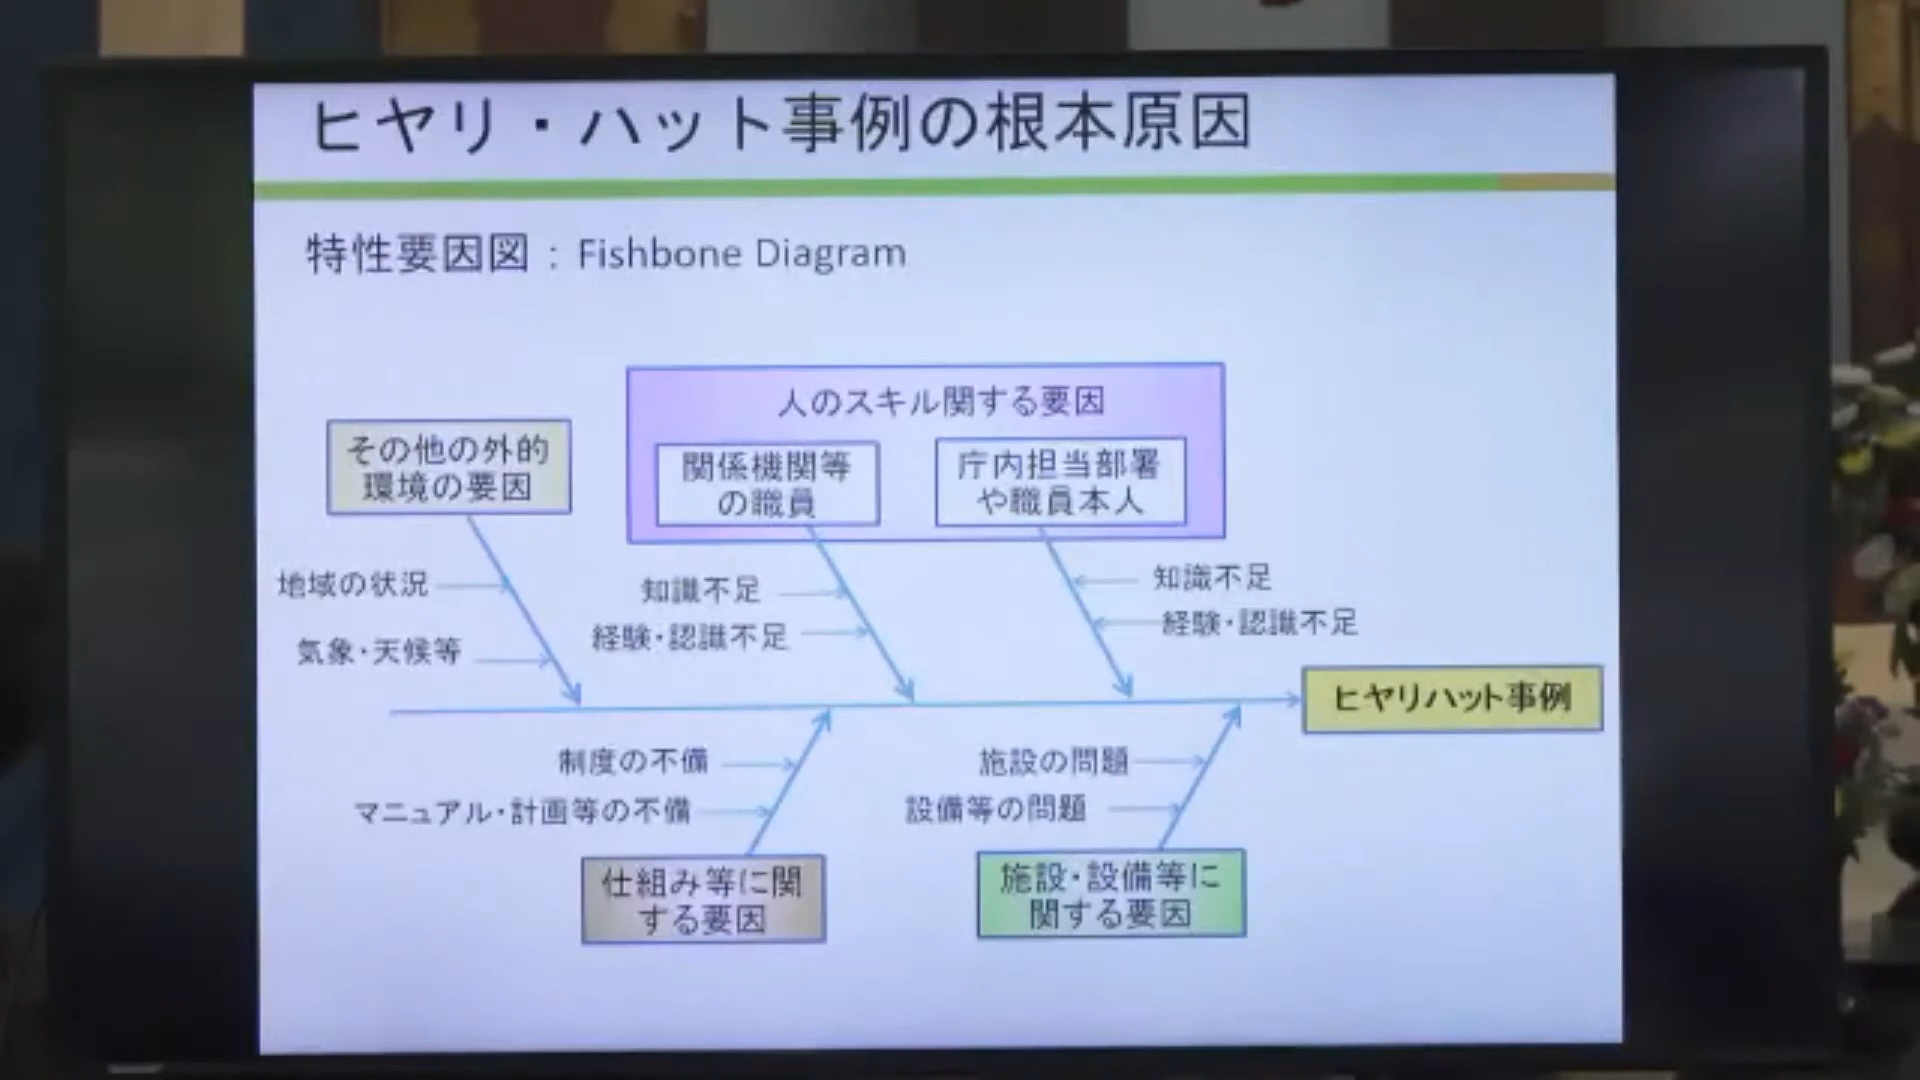 ヒヤリ・ハット事例の根本原因
特性要因図：Fishbone Diagram
人のスキル関する要因
その他の外的
環境の要因
関係機関等
の職員
庁内担当部署
や職員本人
地域の状況
気象・天候等
知識不足
経験・認識不足
知識不足
経験・認識不足
ヒヤリハット事例
制度の不備
マニュアル・計画等の不備
施設の問題
設備等の問題
仕組み等に関
する要因
施設・設備等に
関する要因